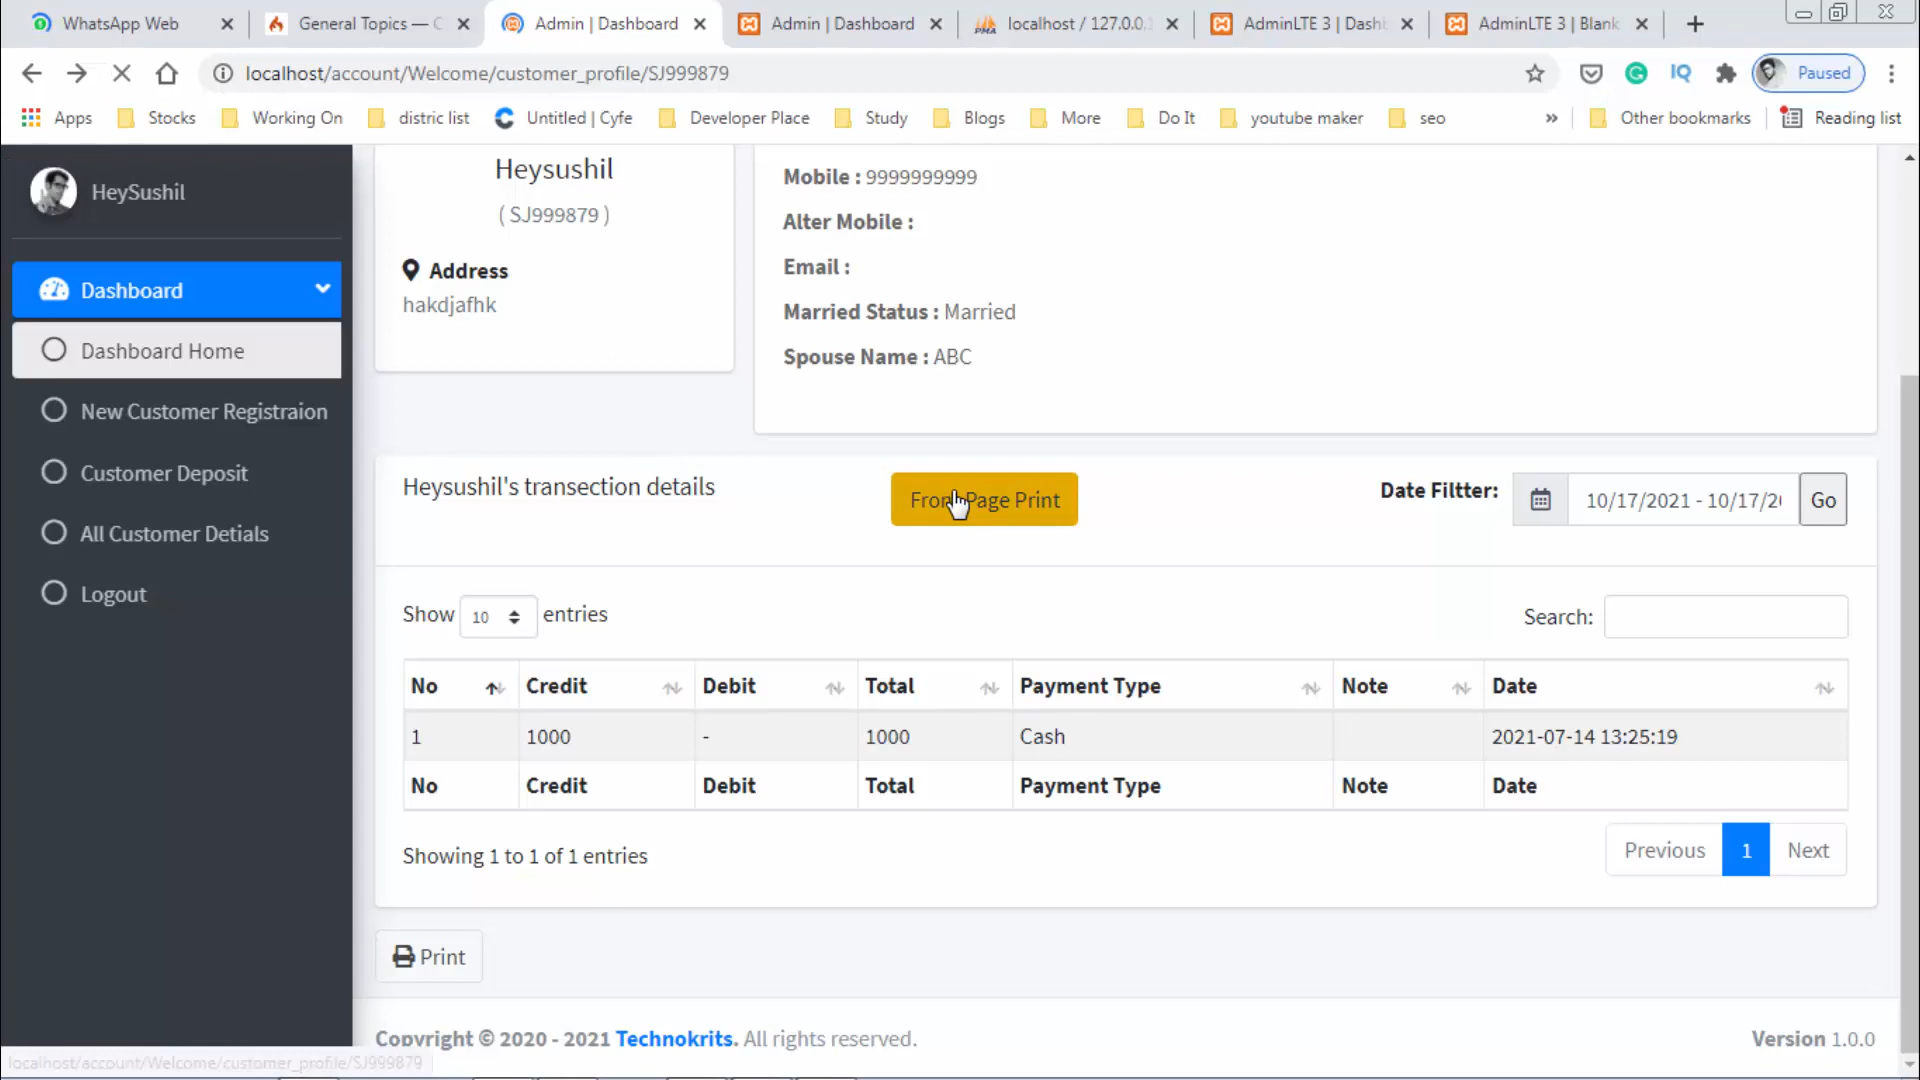 WhatsApp Web
General Topics — C
Admin | Dashboard
Admin | Dashboard
PMA localhost / 127.0.0.
AdminLTE 3 | Dashb
AdminLTE 3 | Blank
localhost/account/Welcome/customer_profile/SJ999879
IQ
Paused
Apps
Stocks
Working On
distric list
Untitled | Cyfe
Developer Place
Study
Blogs
More
Do It
youtube maker
seo
»
Other bookmarks
Reading list
HeySushil
Dashboard
Dashboard Home
New Customer Registraion
Customer Deposit
All Customer Detials
Logout
Heysushil
( SJ999879 )
Address
hakdjafhk
Mobile : 9999999999
Alter Mobile :
Email :
Married Status : Married
Spouse Name : ABC
Heysushil's transection details
Page Print
Date Filtter:
10/17/2021 - 10/17/20
Go
Show 10 entries
Search:
No Credit Debit Total Payment Type Note Date
1 1000 - 1000 Cash 2021-07-14 13:25:19
No Credit Debit Total Payment Type Note Date
Showing 1 to 1 of 1 entries
Previous 1 Next
Print
Copyright © 2020 - 2021 Technokrits. All rights reserved.
Version 1.0.0
localhost/account/Welcome/customer_profile/SJ999879